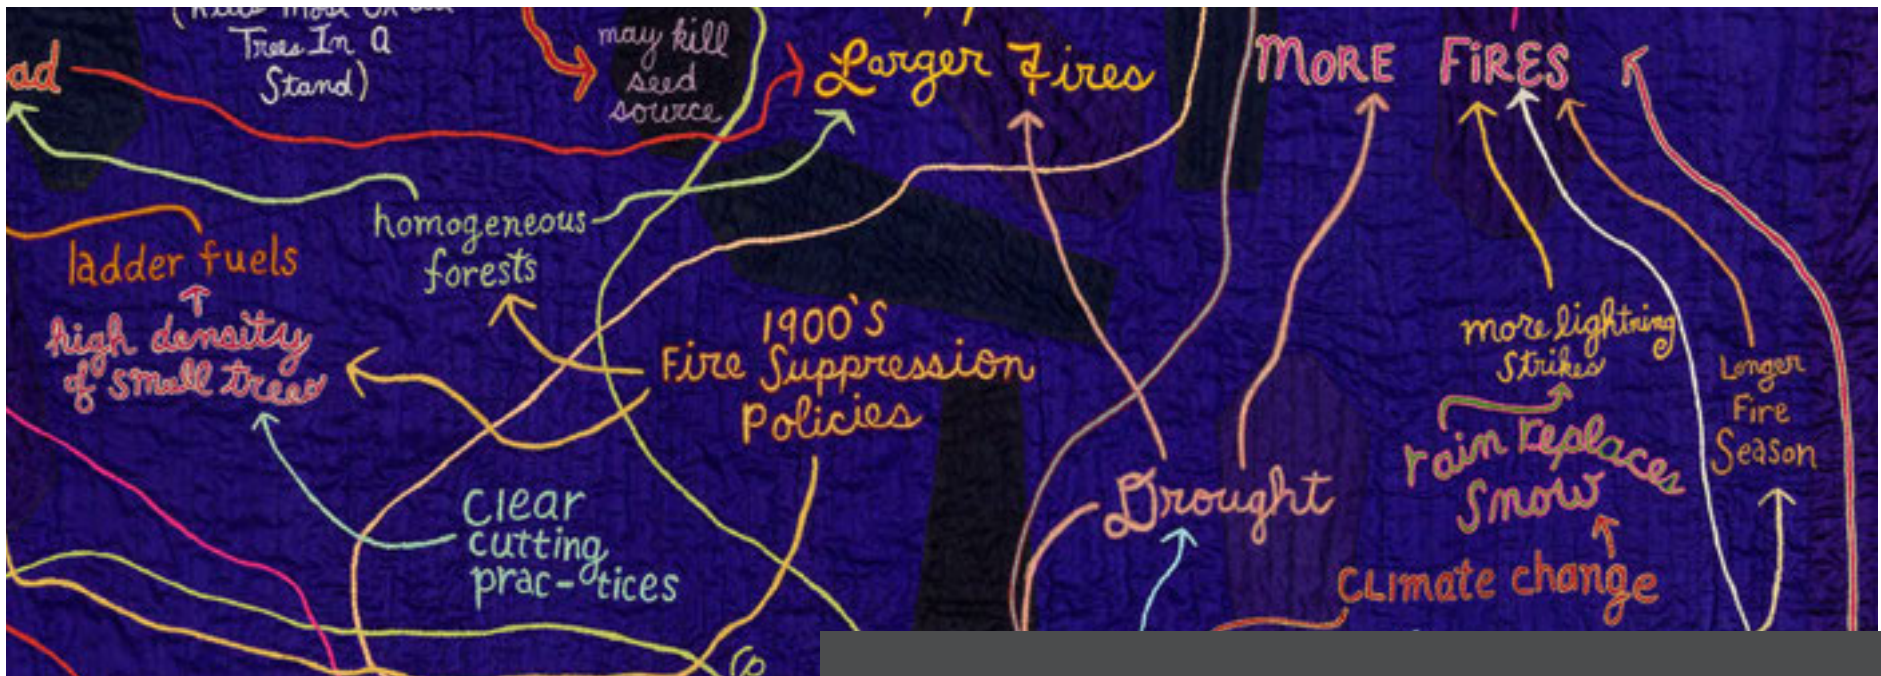 Trees In a
Stand)
may kill
seed
source
Larger Fires
MORE FIRES
ad
homogeneous
forests
ladder fuels
high density
of small trees
1900's
Fire Suppression
Policies
more lightning
Strikes
Longer
Fire
Season
rain replaces
Snow
Clear
cutting
prac-tices
Drought
CLimate change